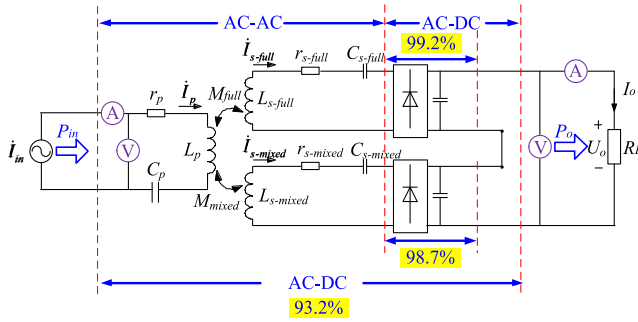 AC-AC AC-DC
99.2%
İs-full rs-full Cs-full
A rp İp Mfull Ls-full A Io
İin Pin V Lp İs-mixed rs-mixed Cs-mixed V Po + Uo − Rl
Cp Mmixed Ls-mixed
98.7%
AC-DC
93.2%